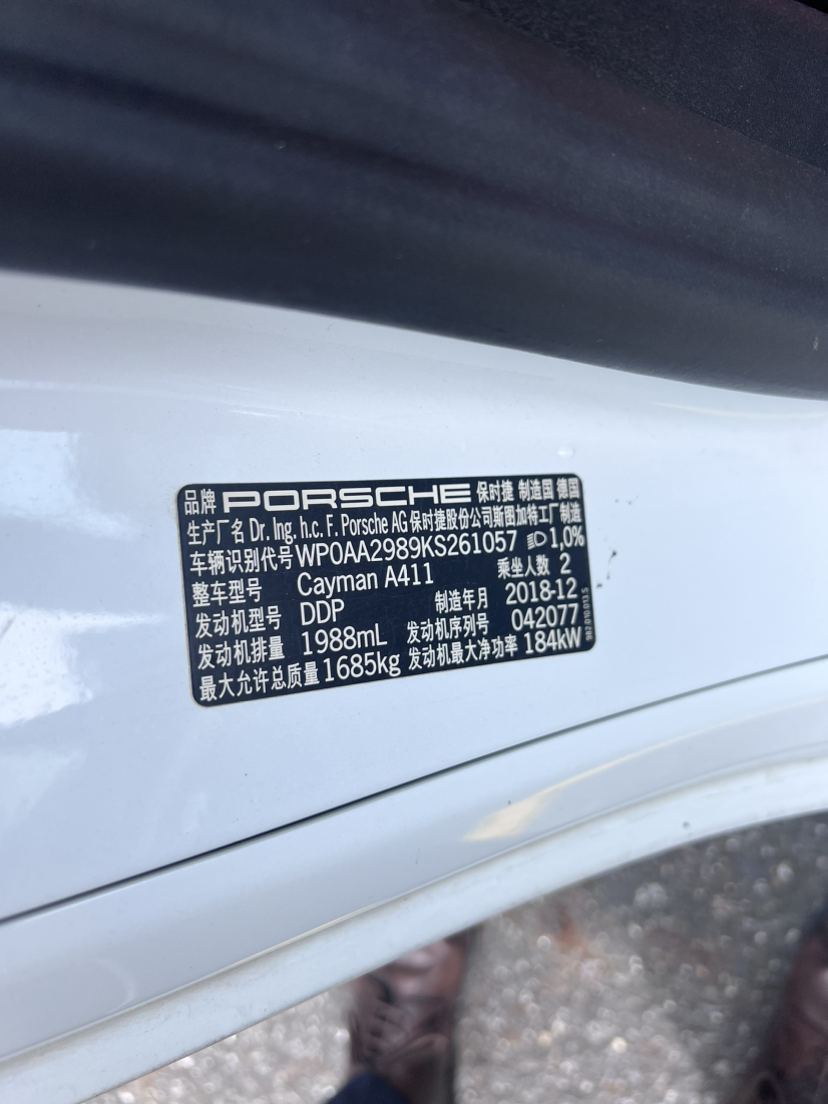 品牌 PORSCHE 保时捷 制造国 德国
生产厂名 Dr. Ing. h.c. F. Porsche AG 保时捷股份公司斯图加特工厂制造
车辆识别代号 WP0AA2989KS261057 1,0%
整车型号 Cayman A411 乘坐人数 2
发动机型号 DDP 制造年月 2018-12
发动机排量 1988mL 发动机序列号 042077
最大允许总质量 1685kg 发动机最大净功率 184kW